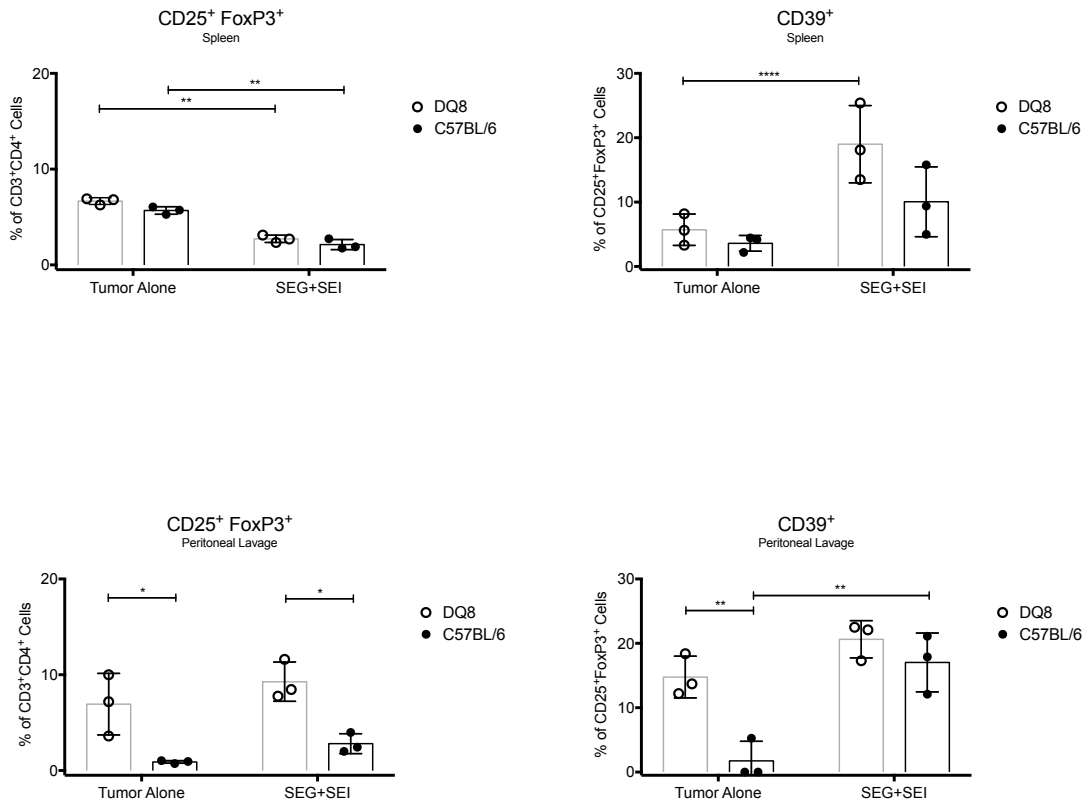 CD25⁺ FoxP3⁺
Spleen
% of CD3⁺CD4⁺ Cells
20
10
0
**
**
Tumor Alone
SEG+SEI
DQ8
C57BL/6
CD39⁺
Spleen
% of CD25⁺FoxP3⁺ Cells
30
20
10
0
****
Tumor Alone
SEG+SEI
DQ8
C57BL/6
CD25⁺ FoxP3⁺
Peritoneal Lavage
% of CD3⁺CD4⁺ Cells
20
10
0
*
*
Tumor Alone
SEG+SEI
DQ8
C57BL/6
CD39⁺
Peritoneal Lavage
% of CD25⁺FoxP3⁺ Cells
30
20
10
0
**
**
Tumor Alone
SEG+SEI
DQ8
C57BL/6